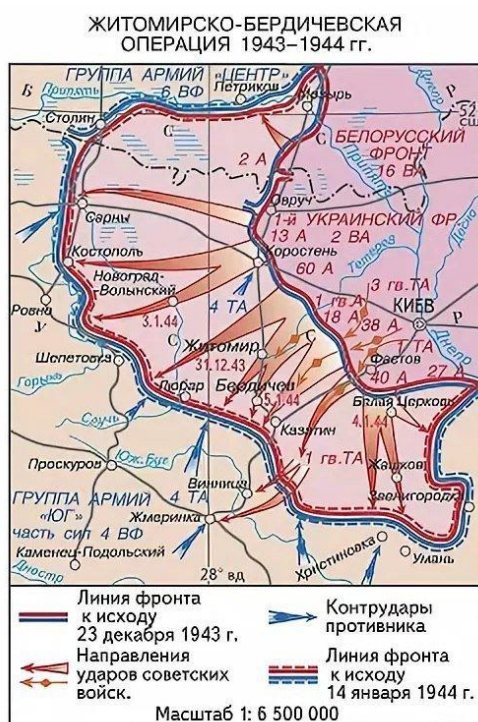 ЖИТОМИРСКО-БЕРДИЧЕВСКАЯ
ОПЕРАЦИЯ 1943–1944 гг.
ГРУППА АРМИЙ «ЦЕНТР»
6 ВФ
Б
Припять
Петриков
Мозырь
Днепр
Р
52°
сш
Столин
С
С
БЕЛОРУССКИЙ
ФРОНТ
16 ВА
2 А
Припять
Овруч
Сарны
1-й УКРАИНСКИЙ ФР.
13 А 2 ВА
Десна
Тетерев
Костополь
Коростень
60 А
Новоград-
Волынский
4 ТА
3 гв. ТА
1 гв. А
КИЕВ
Ровно
3.1.44
18 А
38 А
Р
У
Житомир
С
С
1 ТА
Днепр
Шепетовка
31.12.43
Фастов
27 А
40 А
Горынь
Любар
Бердичев
5.1.44
Белая Церковь
4.1.44
Случь
Казатин
Юж. Буг
Жашков
Проскуров
1 гв. ТА
Винница
Звенигородка
ГРУППА АРМИЙ
«ЮГ»
часть сил 4 ВФ
4 ТА
Жмеринка
Каменец-Подольский
Христиновка
Умань
Днестр
28° вд
Линия фронта
к исходу
23 декабря 1943 г.
Контрудары
противника
Направления
ударов советских
войск.
Линия фронта
к исходу
14 января 1944 г.
Масштаб 1: 6 500 000